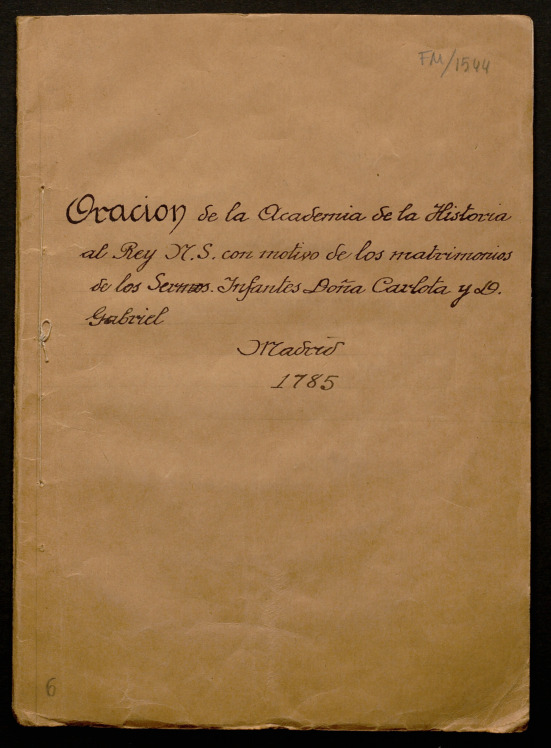 FM/1544
Oracion de la Academia de la Historia
al Rey N.S. con motivo de los matrimonios
de los Sermos. Infantes Doña Carlota y D.
Gabriel
Madrid
1785
6